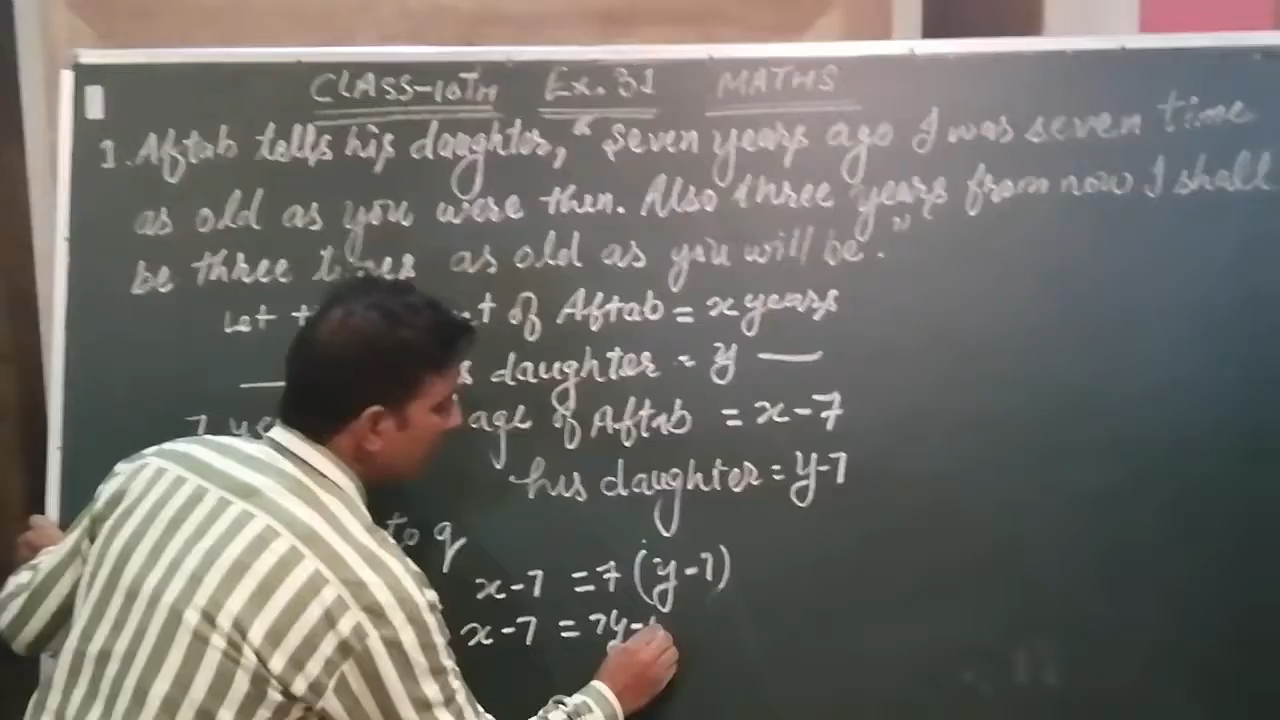 CLASS-10TH Ex. 3.1 MATHS
1. Aftab tells his daughter, "Seven years ago I was seven time
as old as you were then. Also three years from now I shall
be three times as old as you will be."
Let of Aftab = x years
daughter = y —
7 age of Aftab = x-7
his daughter = y-7
to q
x-7 = 7(y-7)
x-7 = 7y-